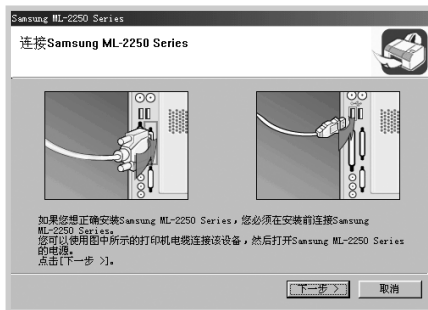 Samsung ML-2250 Series
连接Samsung ML-2250 Series
如果您想正确安装Samsung ML-2250 Series，您必须在安装前连接Samsung
ML-2250 Series。
您可以使用图中所示的打印机电缆连接该设备，然后打开Samsung ML-2250 Series
的电源。
点击[下一步 >]。
下一步 >
取消